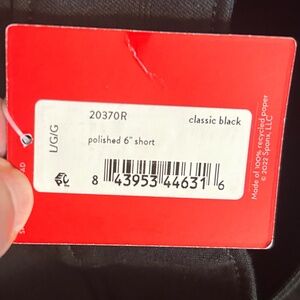 20370R
classic black
L/G/G
polished 6" short
8 43953 44631 6
Made of 100% recycled paper
© 2022 Spanx, LLC